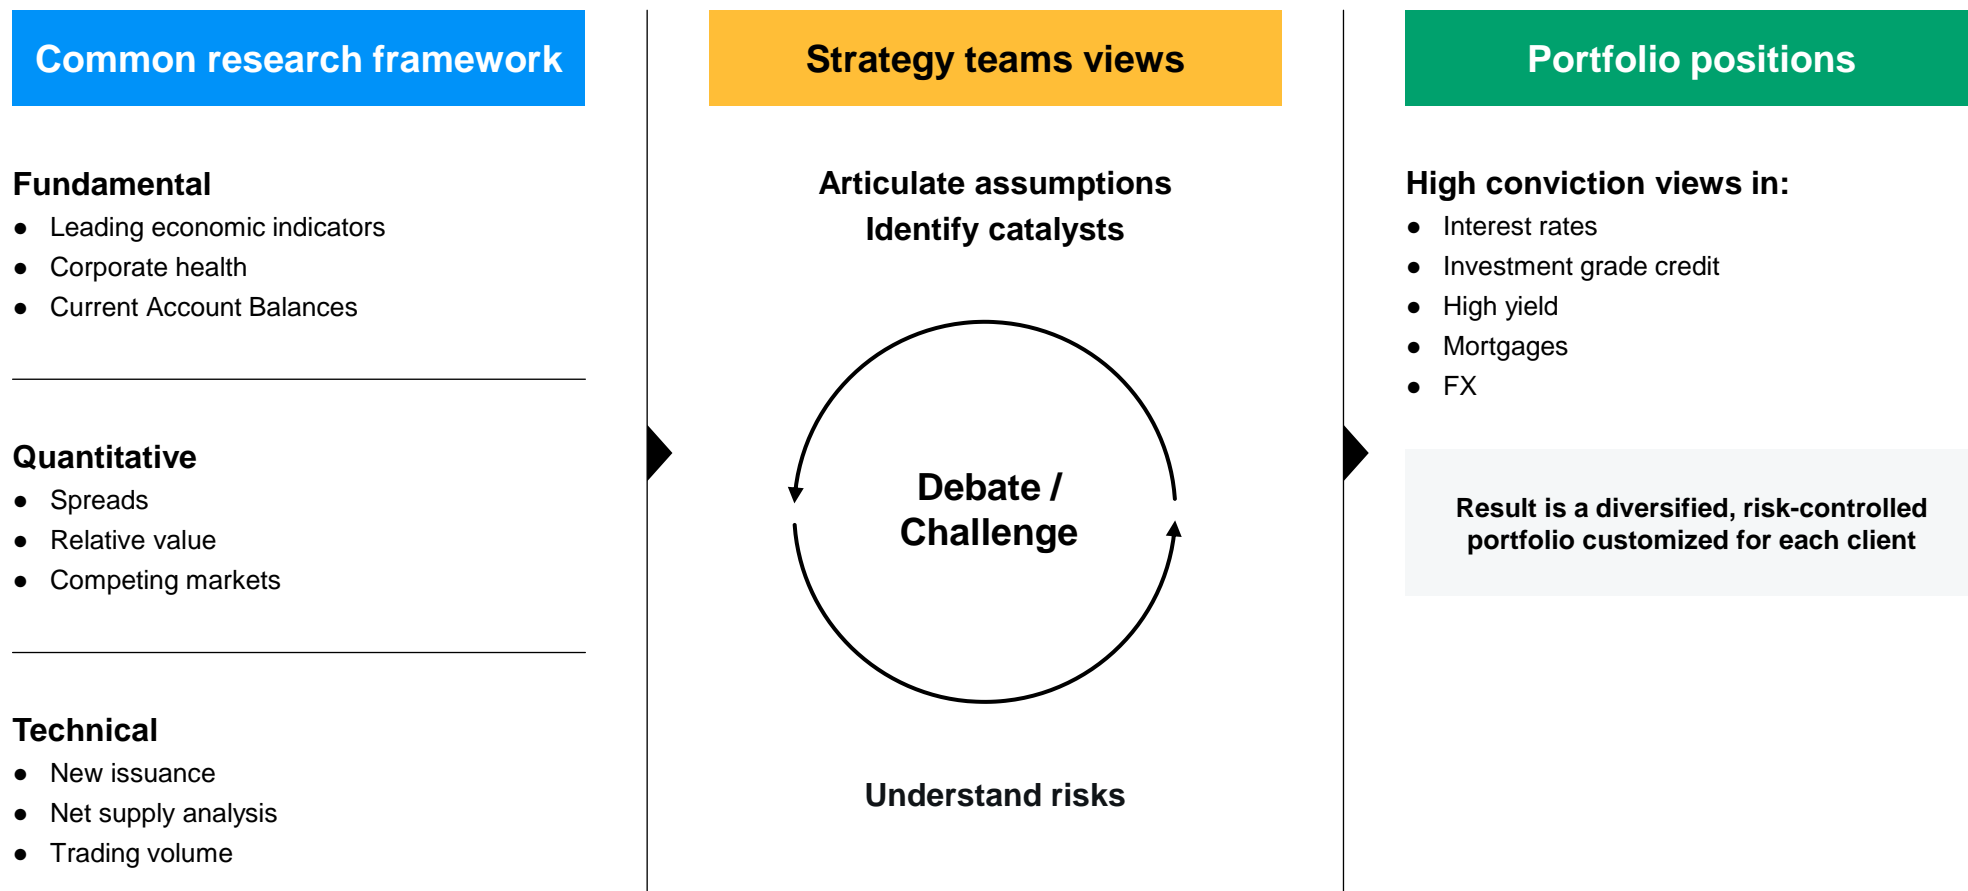 Common research framework
Fundamental
● Leading economic indicators
● Corporate health
● Current Account Balances
Quantitative
● Spreads
● Relative value
● Competing markets
Technical
● New issuance
● Net supply analysis
● Trading volume
Strategy teams views
Articulate assumptions
Identify catalysts
Debate /
Challenge
Understand risks
Portfolio positions
High conviction views in:
● Interest rates
● Investment grade credit
● High yield
● Mortgages
● FX
Result is a diversified, risk-controlled
portfolio customized for each client